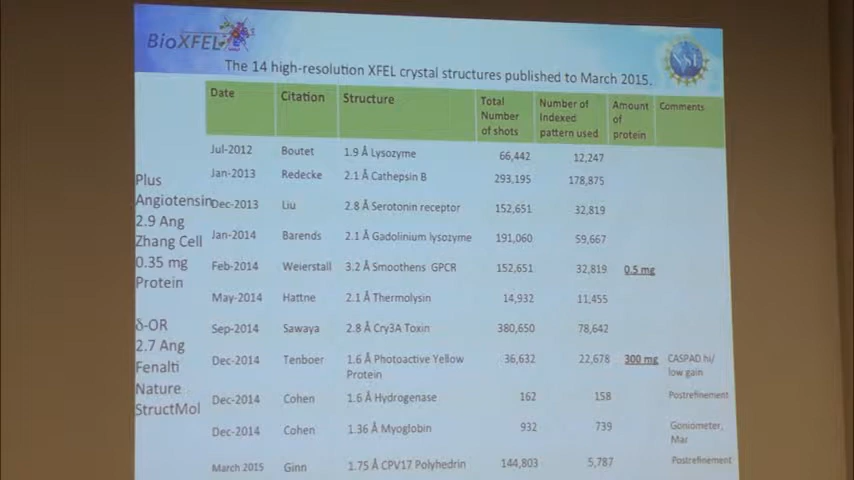 BioXFEL
NSF
The 14 high-resolution XFEL crystal structures published to March 2015.
Date Citation Structure Total Number of shots Number of Indexed pattern used Amount of protein Comments
Jul-2012 Boutet 1.9 Å Lysozyme 66,442 12,247
Jan-2013 Redecke 2.1 Å Cathepsin B 293,195 178,875
Dec-2013 Liu 2.8 Å Serotonin receptor 152,651 32,819
Jan-2014 Barends 2.1 Å Gadolinium lysozyme 191,060 59,667
Feb-2014 Weierstall 3.2 Å Smoothens GPCR 152,651 32,819 0.5 mg
May-2014 Hattne 2.1 Å Thermolysin 14,932 11,455
Sep-2014 Sawaya 2.8 Å Cry3A Toxin 380,650 78,642
Dec-2014 Tenboer 1.6 Å Photoactive Yellow Protein 36,632 22,678 300 mg CASPAD hi/ low gain
Dec-2014 Cohen 1.6 Å Hydrogenase 162 158 Postrefinement
Dec-2014 Cohen 1.36 Å Myoglobin 932 739 Goniometer, Mar
March 2015 Ginn 1.75 Å CPV17 Polyhedrin 144,803 5,787 Postrefinement
Plus
Angiotensin
2.9 Ang
Zhang Cell
0.35 mg
Protein
δ-OR
2.7 Ang
Fenalti
Nature
StructMol